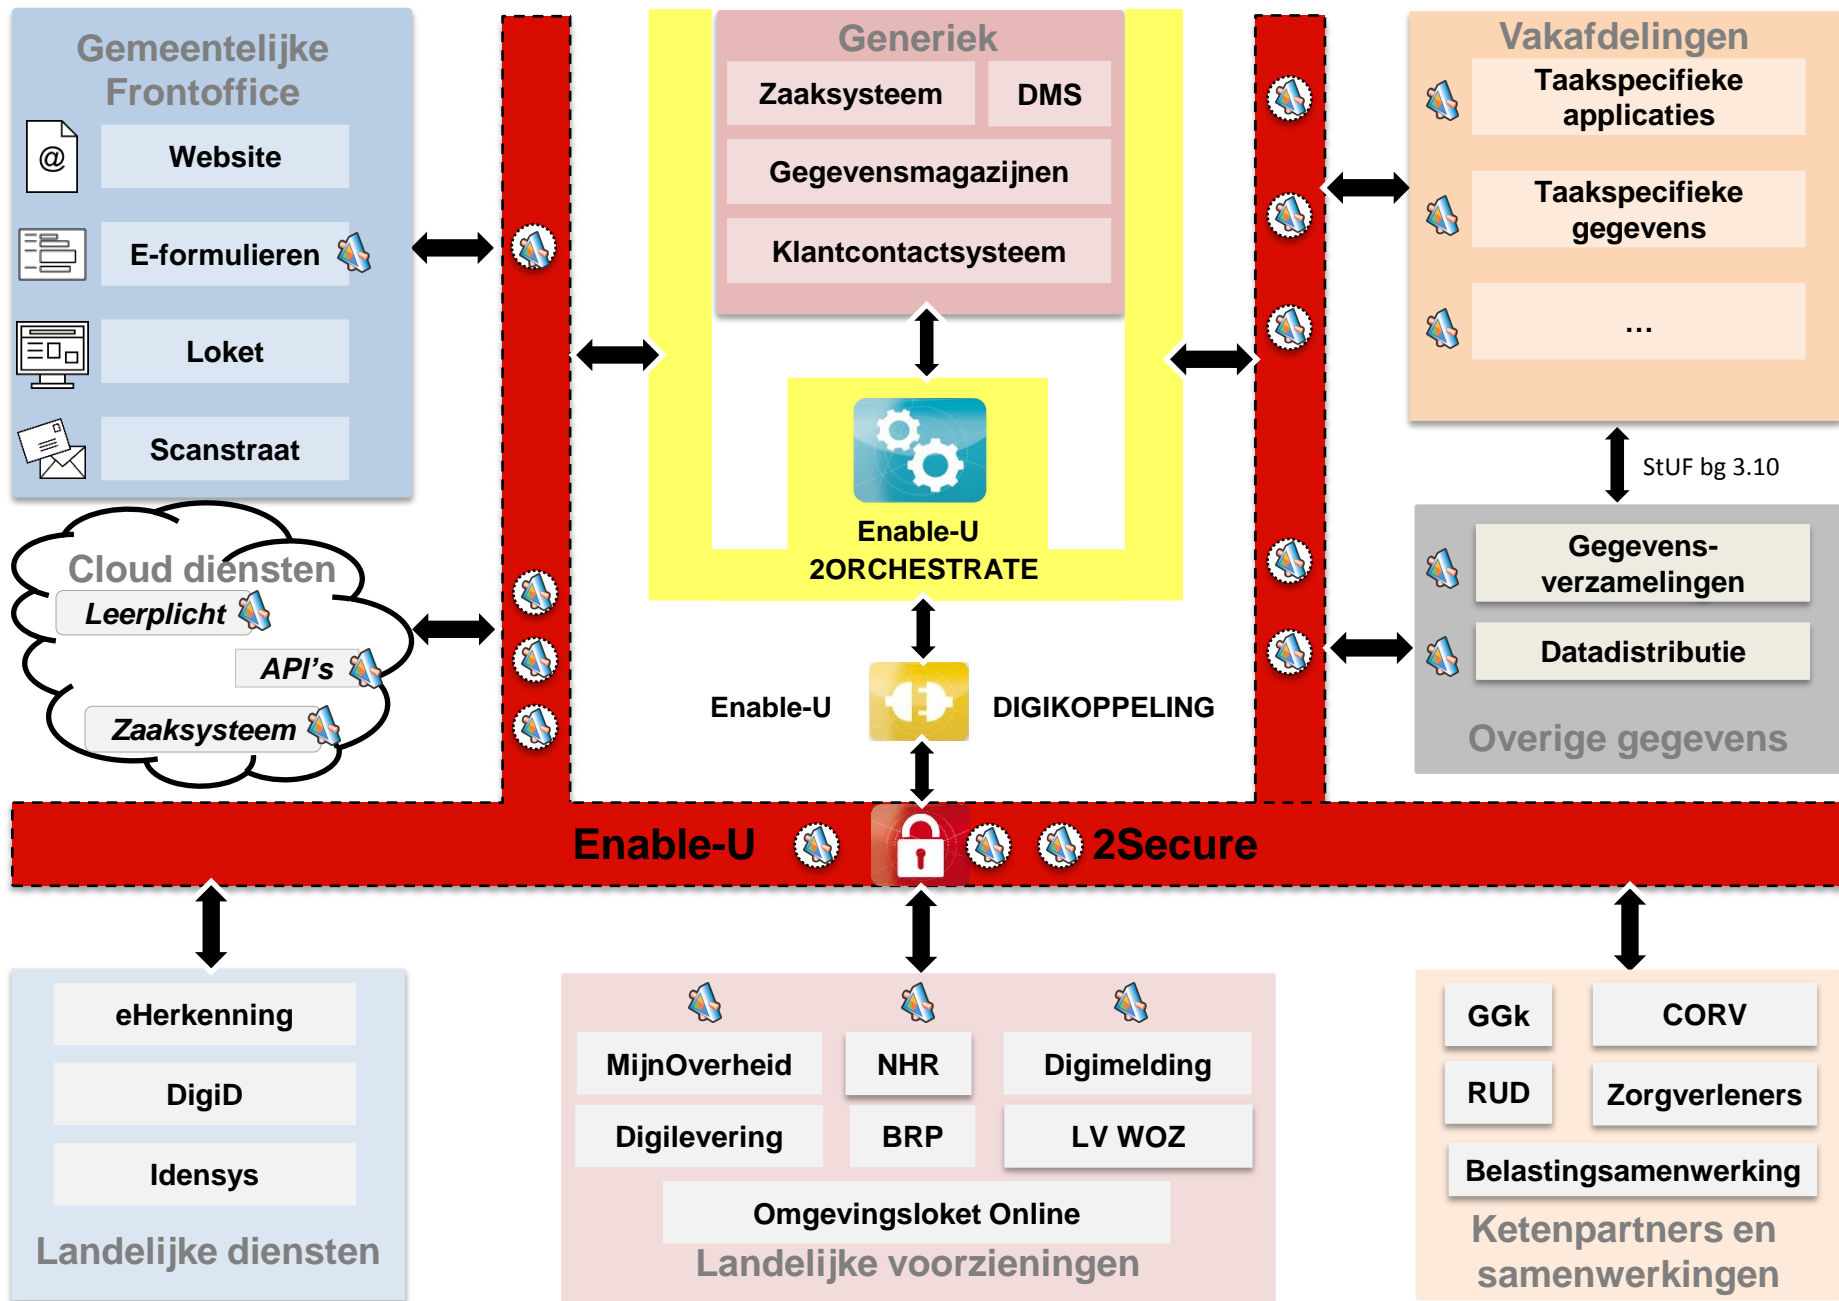 Gemeentelijke
Frontoffice
@
Website
E-formulieren
Loket
Scanstraat
Cloud diensten
Leerplicht
API's
Zaaksysteem
Generiek
Zaaksysteem
DMS
Gegevensmagazijnen
Klantcontactsysteem
Enable-U
2ORCHESTRATE
Enable-U
DIGIKOPPELING
Vakafdelingen
Taakspecifieke
applicaties
Taakspecifieke
gegevens
...
StUF bg 3.10
Gegevens-
verzamelingen
Datadistributie
Overige gegevens
Enable-U
2Secure
eHerkenning
DigiD
Idensys
Landelijke diensten
MijnOverheid
NHR
Digimelding
Digilevering
BRP
LV WOZ
Omgevingsloket Online
Landelijke voorzieningen
GGk
CORV
RUD
Zorgverleners
Belastingsamenwerking
Ketenpartners en
samenwerkingen